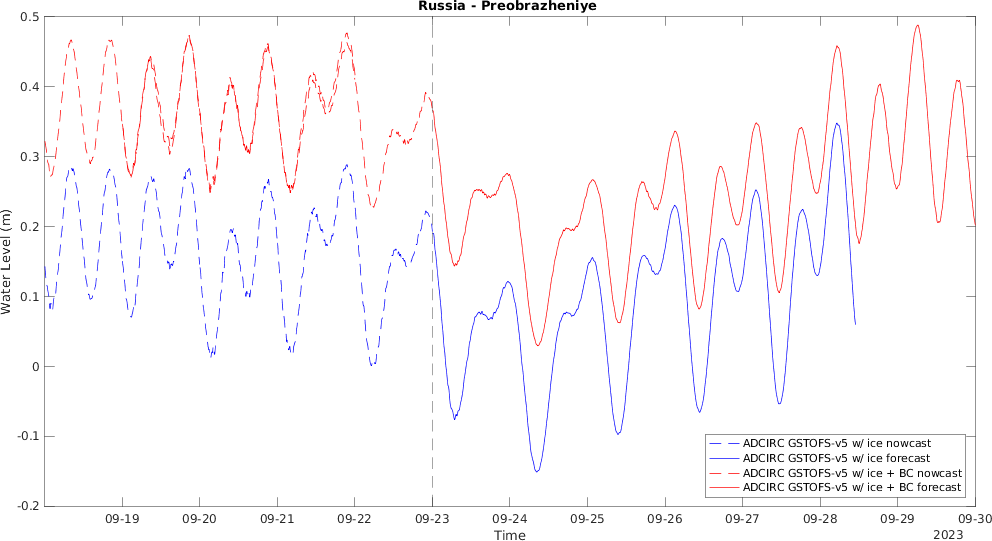 Russia - Preobrazheniye
Water Level (m)
0.5
0.4
0.3
0.2
0.1
0
-0.1
-0.2
ADCIRC GSTOFS-v5 w/ ice nowcast
ADCIRC GSTOFS-v5 w/ ice forecast
ADCIRC GSTOFS-v5 w/ ice + BC nowcast
ADCIRC GSTOFS-v5 w/ ice + BC forecast
09-19 09-20 09-21 09-22 09-23 09-24 09-25 09-26 09-27 09-28 09-29 09-30
Time
2023